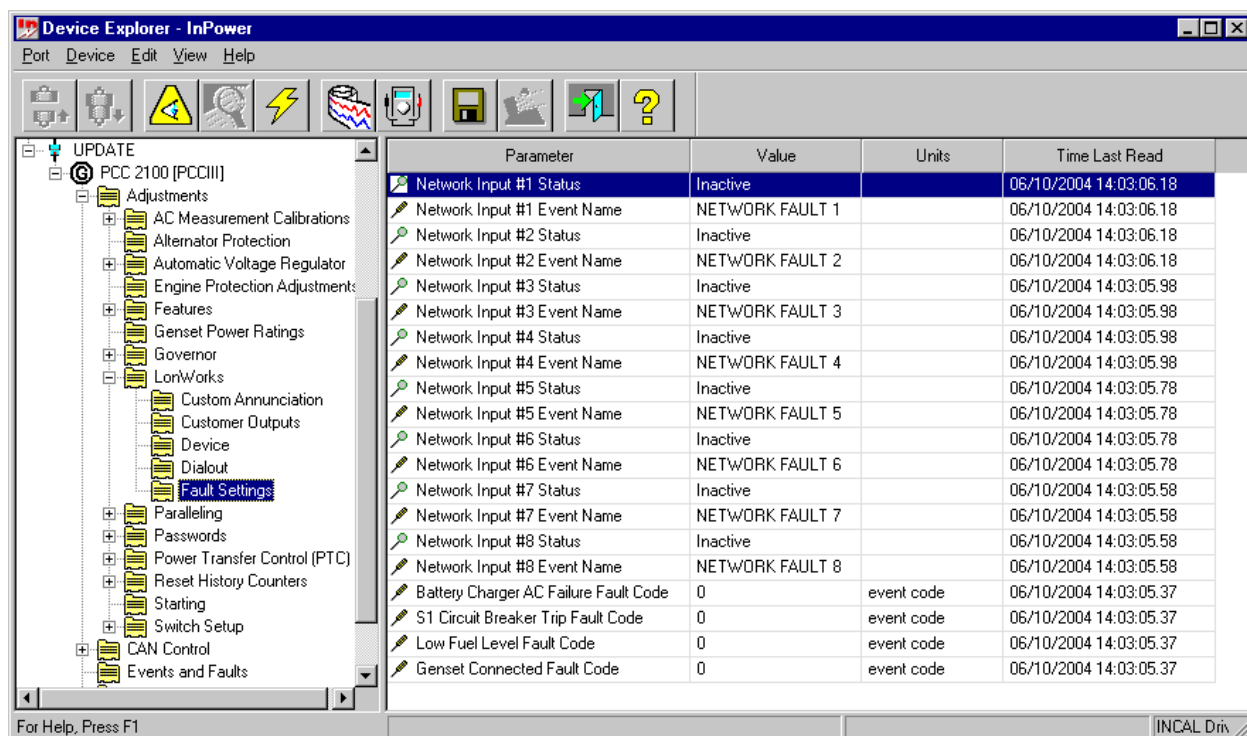 Device Explorer - InPower
Port Device Edit View Help
UPDATE
PCC 2100 [PCCIII]
Adjustments
AC Measurement Calibrations
Alternator Protection
Automatic Voltage Regulator
Engine Protection Adjustments
Features
Genset Power Ratings
Governor
LonWorks
Custom Annunciation
Customer Outputs
Device
Dialout
Fault Settings
Paralleling
Passwords
Power Transfer Control (PTC)
Reset History Counters
Starting
Switch Setup
CAN Control
Events and Faults
Parameter Value Units Time Last Read
Network Input #1 Status Inactive 06/10/2004 14:03:06.18
Network Input #1 Event Name NETWORK FAULT 1 06/10/2004 14:03:06.18
Network Input #2 Status Inactive 06/10/2004 14:03:06.18
Network Input #2 Event Name NETWORK FAULT 2 06/10/2004 14:03:06.18
Network Input #3 Status Inactive 06/10/2004 14:03:05.98
Network Input #3 Event Name NETWORK FAULT 3 06/10/2004 14:03:05.98
Network Input #4 Status Inactive 06/10/2004 14:03:05.98
Network Input #4 Event Name NETWORK FAULT 4 06/10/2004 14:03:05.98
Network Input #5 Status Inactive 06/10/2004 14:03:05.78
Network Input #5 Event Name NETWORK FAULT 5 06/10/2004 14:03:05.78
Network Input #6 Status Inactive 06/10/2004 14:03:05.78
Network Input #6 Event Name NETWORK FAULT 6 06/10/2004 14:03:05.78
Network Input #7 Status Inactive 06/10/2004 14:03:05.58
Network Input #7 Event Name NETWORK FAULT 7 06/10/2004 14:03:05.58
Network Input #8 Status Inactive 06/10/2004 14:03:05.58
Network Input #8 Event Name NETWORK FAULT 8 06/10/2004 14:03:05.58
Battery Charger AC Failure Fault Code 0 event code 06/10/2004 14:03:05.37
S1 Circuit Breaker Trip Fault Code 0 event code 06/10/2004 14:03:05.37
Low Fuel Level Fault Code 0 event code 06/10/2004 14:03:05.37
Genset Connected Fault Code 0 event code 06/10/2004 14:03:05.37
For Help, Press F1
INCAL Driv